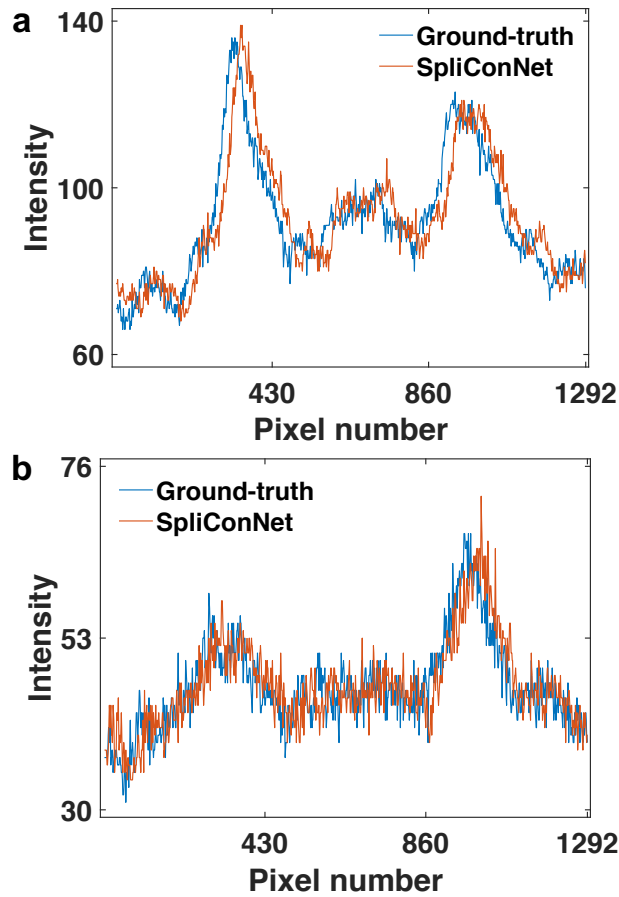 a
140
Ground-truth
SpliConNet
100
Intensity
60
430
860
1292
Pixel number
b
76
Ground-truth
SpliConNet
53
Intensity
30
430
860
1292
Pixel number